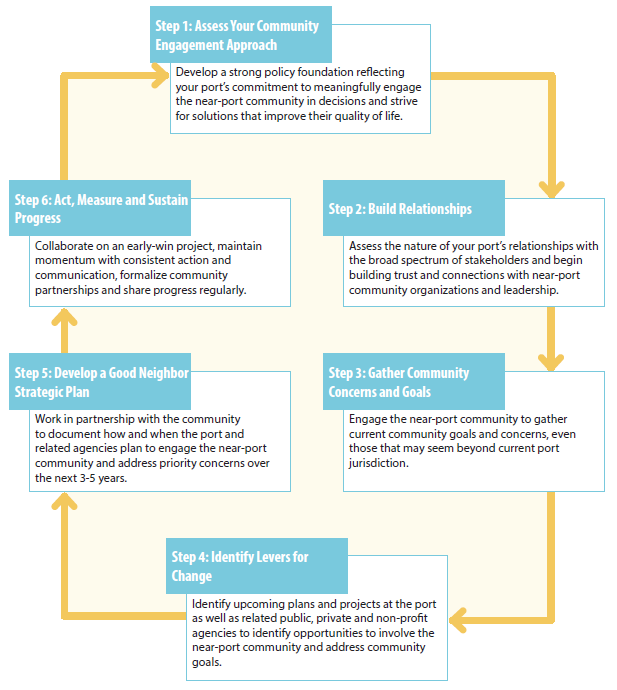 Step 1: Assess Your Community
Engagement Approach
Develop a strong policy foundation reflecting
your port's commitment to meaningfully engage
the near-port community in decisions and strive
for solutions that improve their quality of life.
Step 2: Build Relationships
Assess the nature of your port's relationships with
the broad spectrum of stakeholders and begin
building trust and connections with near-port
community organizations and leadership.
Step 3: Gather Community
Concerns and Goals
Engage the near-port community to gather
current community goals and concerns, even
those that may seem beyond current port
jurisdiction.
Step 4: Identify Levers for
Change
Identify upcoming plans and projects at the port
as well as related public, private and non-profit
agencies to identify opportunities to involve the
near-port community and address community
goals.
Step 5: Develop a Good Neighbor
Strategic Plan
Work in partnership with the community
to document how and when the port and
related agencies plan to engage the near-port
community and address priority concerns over
the next 3-5 years.
Step 6: Act, Measure and Sustain
Progress
Collaborate on an early-win project, maintain
momentum with consistent action and
communication, formalize community
partnerships and share progress regularly.